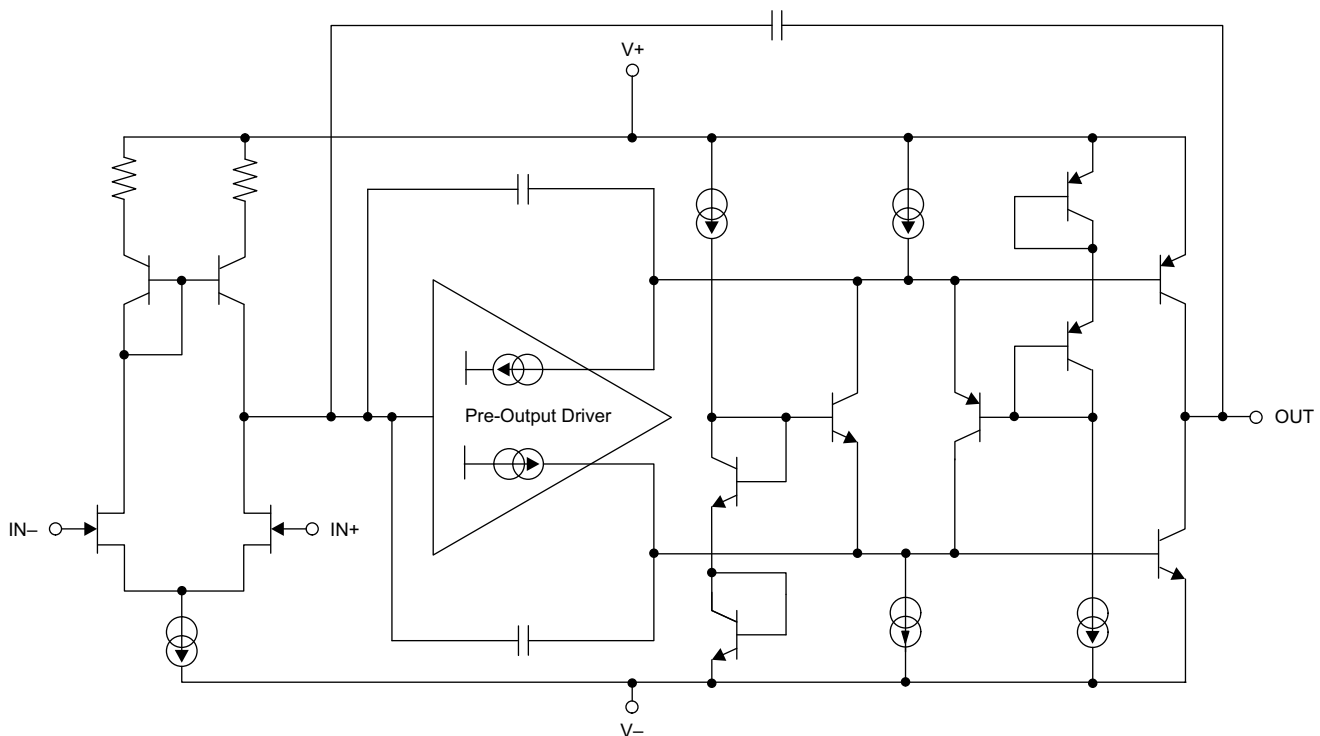 V+
Pre-Output Driver
OUT
IN–
IN+
V–